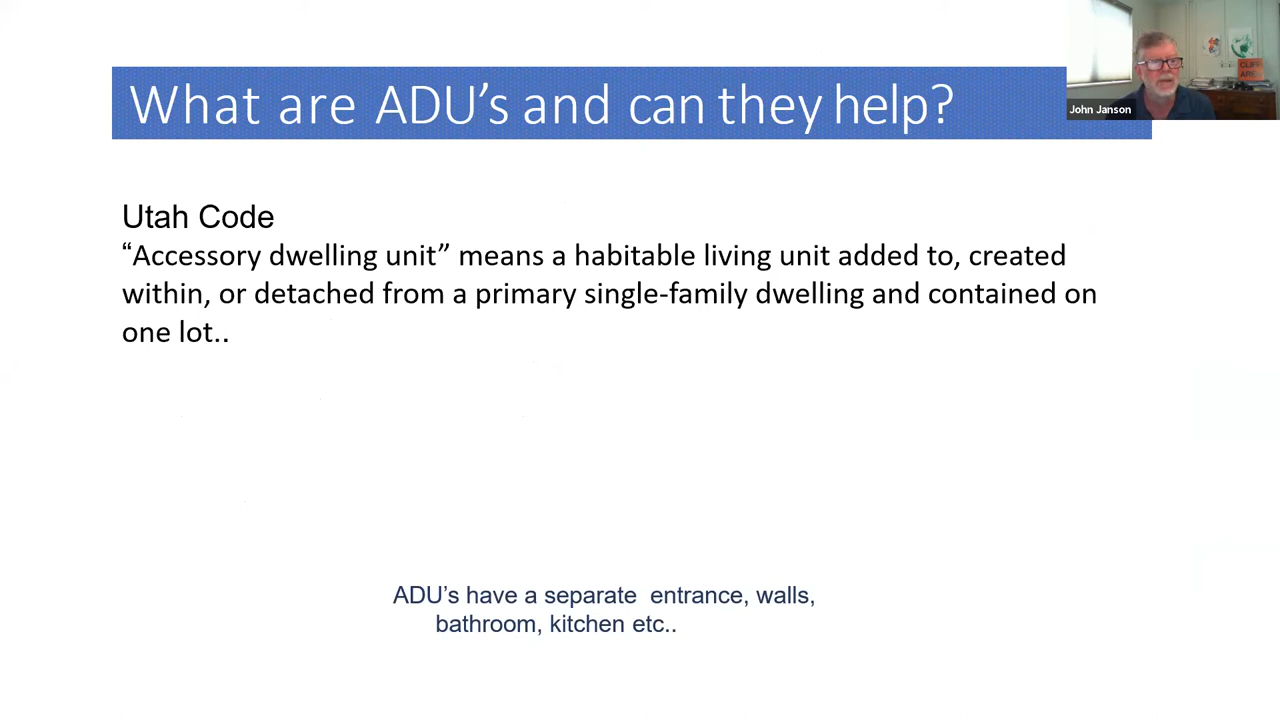 What are ADU's and can they help?
John Janson
Utah Code
“Accessory dwelling unit” means a habitable living unit added to, created
within, or detached from a primary single-family dwelling and contained on
one lot..
ADU’s have a separate  entrance, walls,
bathroom, kitchen etc..